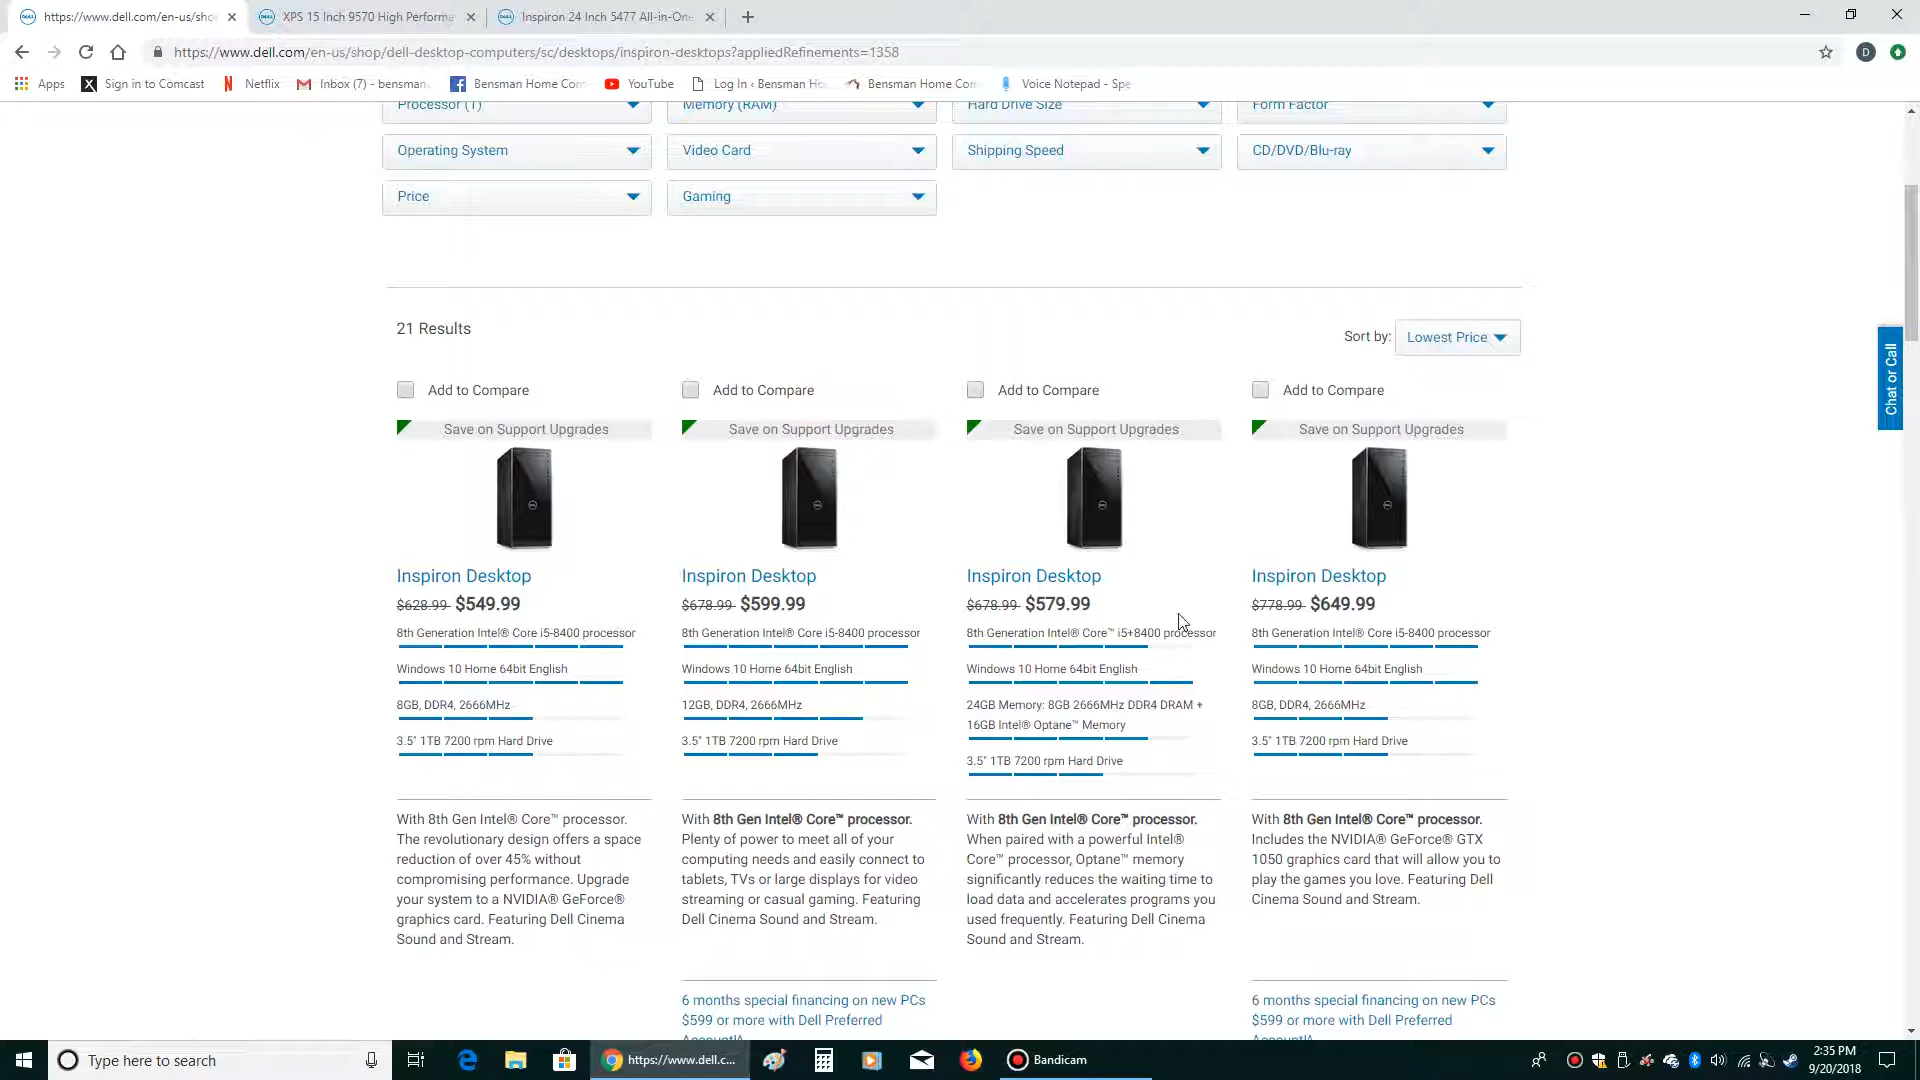 https://www.dell.com/en-us/sho
XPS 15 Inch 9570 High Performa
Inspiron 24 Inch 5477 All-in-One
https://www.dell.com/en-us/shop/dell-desktop-computers/sc/desktops/inspiron-desktops?appliedRefinements=1358
D
Apps
Sign in to Comcast
Netflix
Inbox (7) - bensman
Bensman Home Com
YouTube
Log In ‹ Bensman Ho
Bensman Home Com
Voice Notepad - Spe
Processor (1)
Memory (RAM)
Hard Drive Size
Form Factor
Operating System
Video Card
Shipping Speed
CD/DVD/Blu-ray
Price
Gaming
21 Results
Sort by: Lowest Price
Chat or Call
Add to Compare
Add to Compare
Add to Compare
Add to Compare
Save on Support Upgrades
Save on Support Upgrades
Save on Support Upgrades
Save on Support Upgrades
Inspiron Desktop
$628.99 $549.99
8th Generation Intel® Core i5-8400 processor
Windows 10 Home 64bit English
8GB, DDR4, 2666MHz
3.5" 1TB 7200 rpm Hard Drive
With 8th Gen Intel® Core™ processor.
The revolutionary design offers a space
reduction of over 45% without
compromising performance. Upgrade
your system to a NVIDIA® GeForce®
graphics card. Featuring Dell Cinema
Sound and Stream.
Inspiron Desktop
$678.99 $599.99
8th Generation Intel® Core i5-8400 processor
Windows 10 Home 64bit English
12GB, DDR4, 2666MHz
3.5" 1TB 7200 rpm Hard Drive
With 8th Gen Intel® Core™ processor.
Plenty of power to meet all of your
computing needs and easily connect to
tablets, TVs or large displays for video
streaming or casual gaming. Featuring
Dell Cinema Sound and Stream.
6 months special financing on new PCs
$599 or more with Dell Preferred
Account|^
Inspiron Desktop
$678.99 $579.99
8th Generation Intel® Core™ i5+8400 processor
Windows 10 Home 64bit English
24GB Memory: 8GB 2666MHz DDR4 DRAM +
16GB Intel® Optane™ Memory
3.5" 1TB 7200 rpm Hard Drive
With 8th Gen Intel® Core™ processor.
When paired with a powerful Intel®
Core™ processor, Optane™ memory
significantly reduces the waiting time to
load data and accelerates programs you
used frequently. Featuring Dell Cinema
Sound and Stream.
Inspiron Desktop
$778.99 $649.99
8th Generation Intel® Core i5-8400 processor
Windows 10 Home 64bit English
8GB, DDR4, 2666MHz
3.5" 1TB 7200 rpm Hard Drive
With 8th Gen Intel® Core™ processor.
Includes the NVIDIA® GeForce® GTX
1050 graphics card that will allow you to
play the games you love. Featuring Dell
Cinema Sound and Stream.
6 months special financing on new PCs
$599 or more with Dell Preferred
Account|^
Type here to search
https://www.dell.c...
Bandicam
2:35 PM
9/20/2018